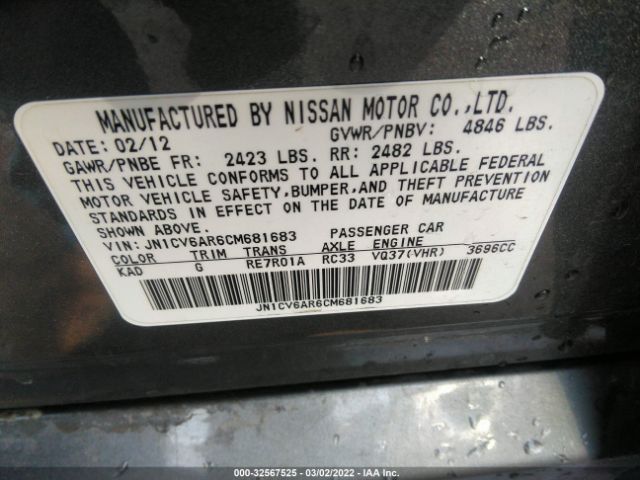 MANUFACTURED BY NISSAN MOTOR CO.,LTD.
DATE: 02/12 GVWR/PNBV: 4846 LBS.
GAWR/PNBE FR: 2423 LBS. RR: 2482 LBS.
THIS VEHICLE CONFORMS TO ALL APPLICABLE FEDERAL
MOTOR VEHICLE SAFETY,BUMPER,AND THEFT PREVENTION
STANDARDS IN EFFECT ON THE DATE OF MANUFACTURE
SHOWN ABOVE.
VIN: JN1CV6AR6CM681683 PASSENGER CAR
COLOR TRIM TRANS AXLE ENGINE
KAD G RE7R01A RC33 VQ37(VHR) 3696CC
JN1CV6AR6CM681683
000-32567525 - 03/02/2022 - IAA Inc.